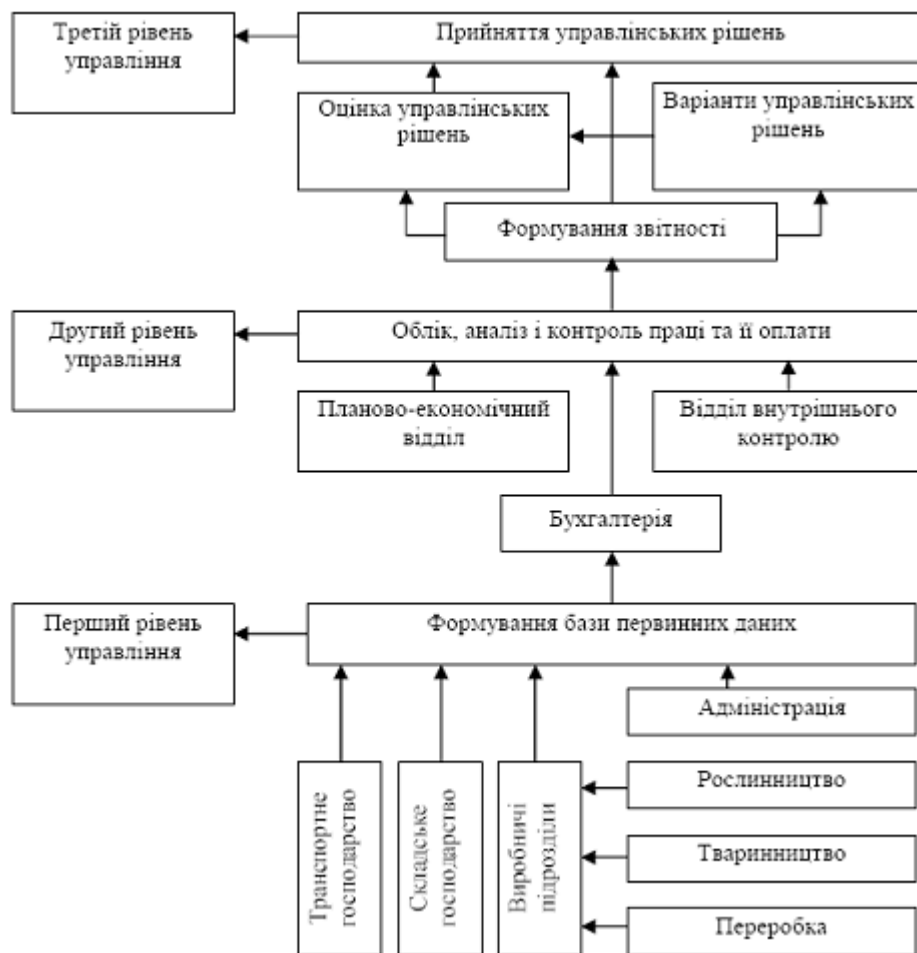 Третій рівень
управління
Прийняття управлінських рішень
Оцінка управлінських
рішень
Варіанти управлінських
рішень
Формування звітності
Другий рівень
управління
Облік, аналіз і контроль праці та її оплати
Планово-економічний
відділ
Відділ внутрішнього
контролю
Бухгалтерія
Перший рівень
управління
Формування бази первинних даних
Адміністрація
Транспортне
господарство
Складське
господарство
Виробничі
підрозділи
Рослинництво
Тваринництво
Переробка